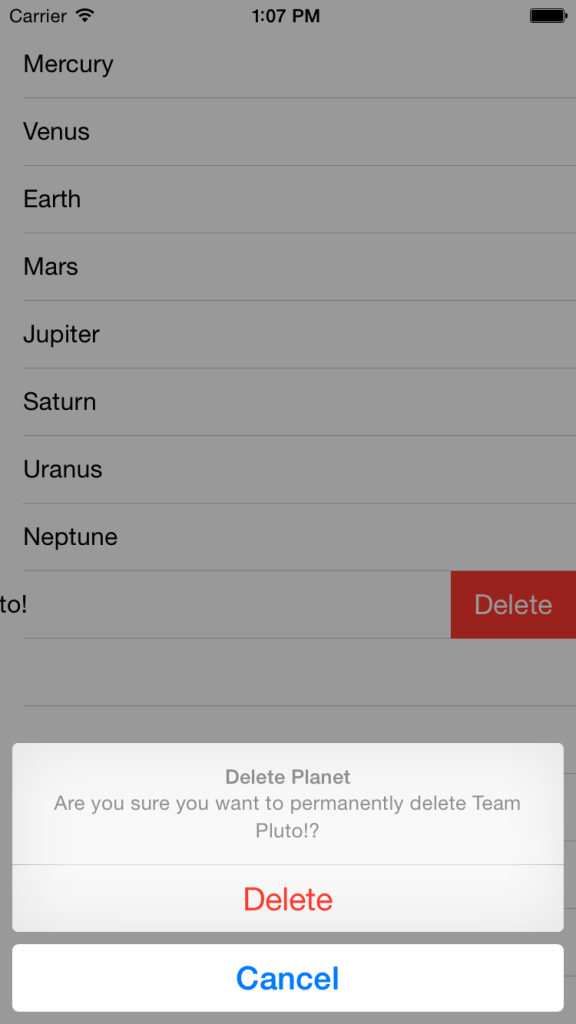 Carrier 1:07 PM
Mercury
Venus
Earth
Mars
Jupiter
Saturn
Uranus
Neptune
to! Delete
Delete Planet
Are you sure you want to permanently delete Team
Pluto!?
Delete
Cancel